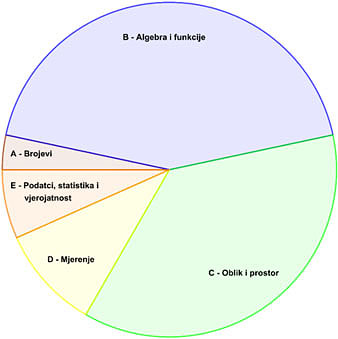 B - Algebra i funkcije
A - Brojevi
E - Podatci, statistika i
vjerojatnost
D - Mjerenje
C - Oblik i prostor